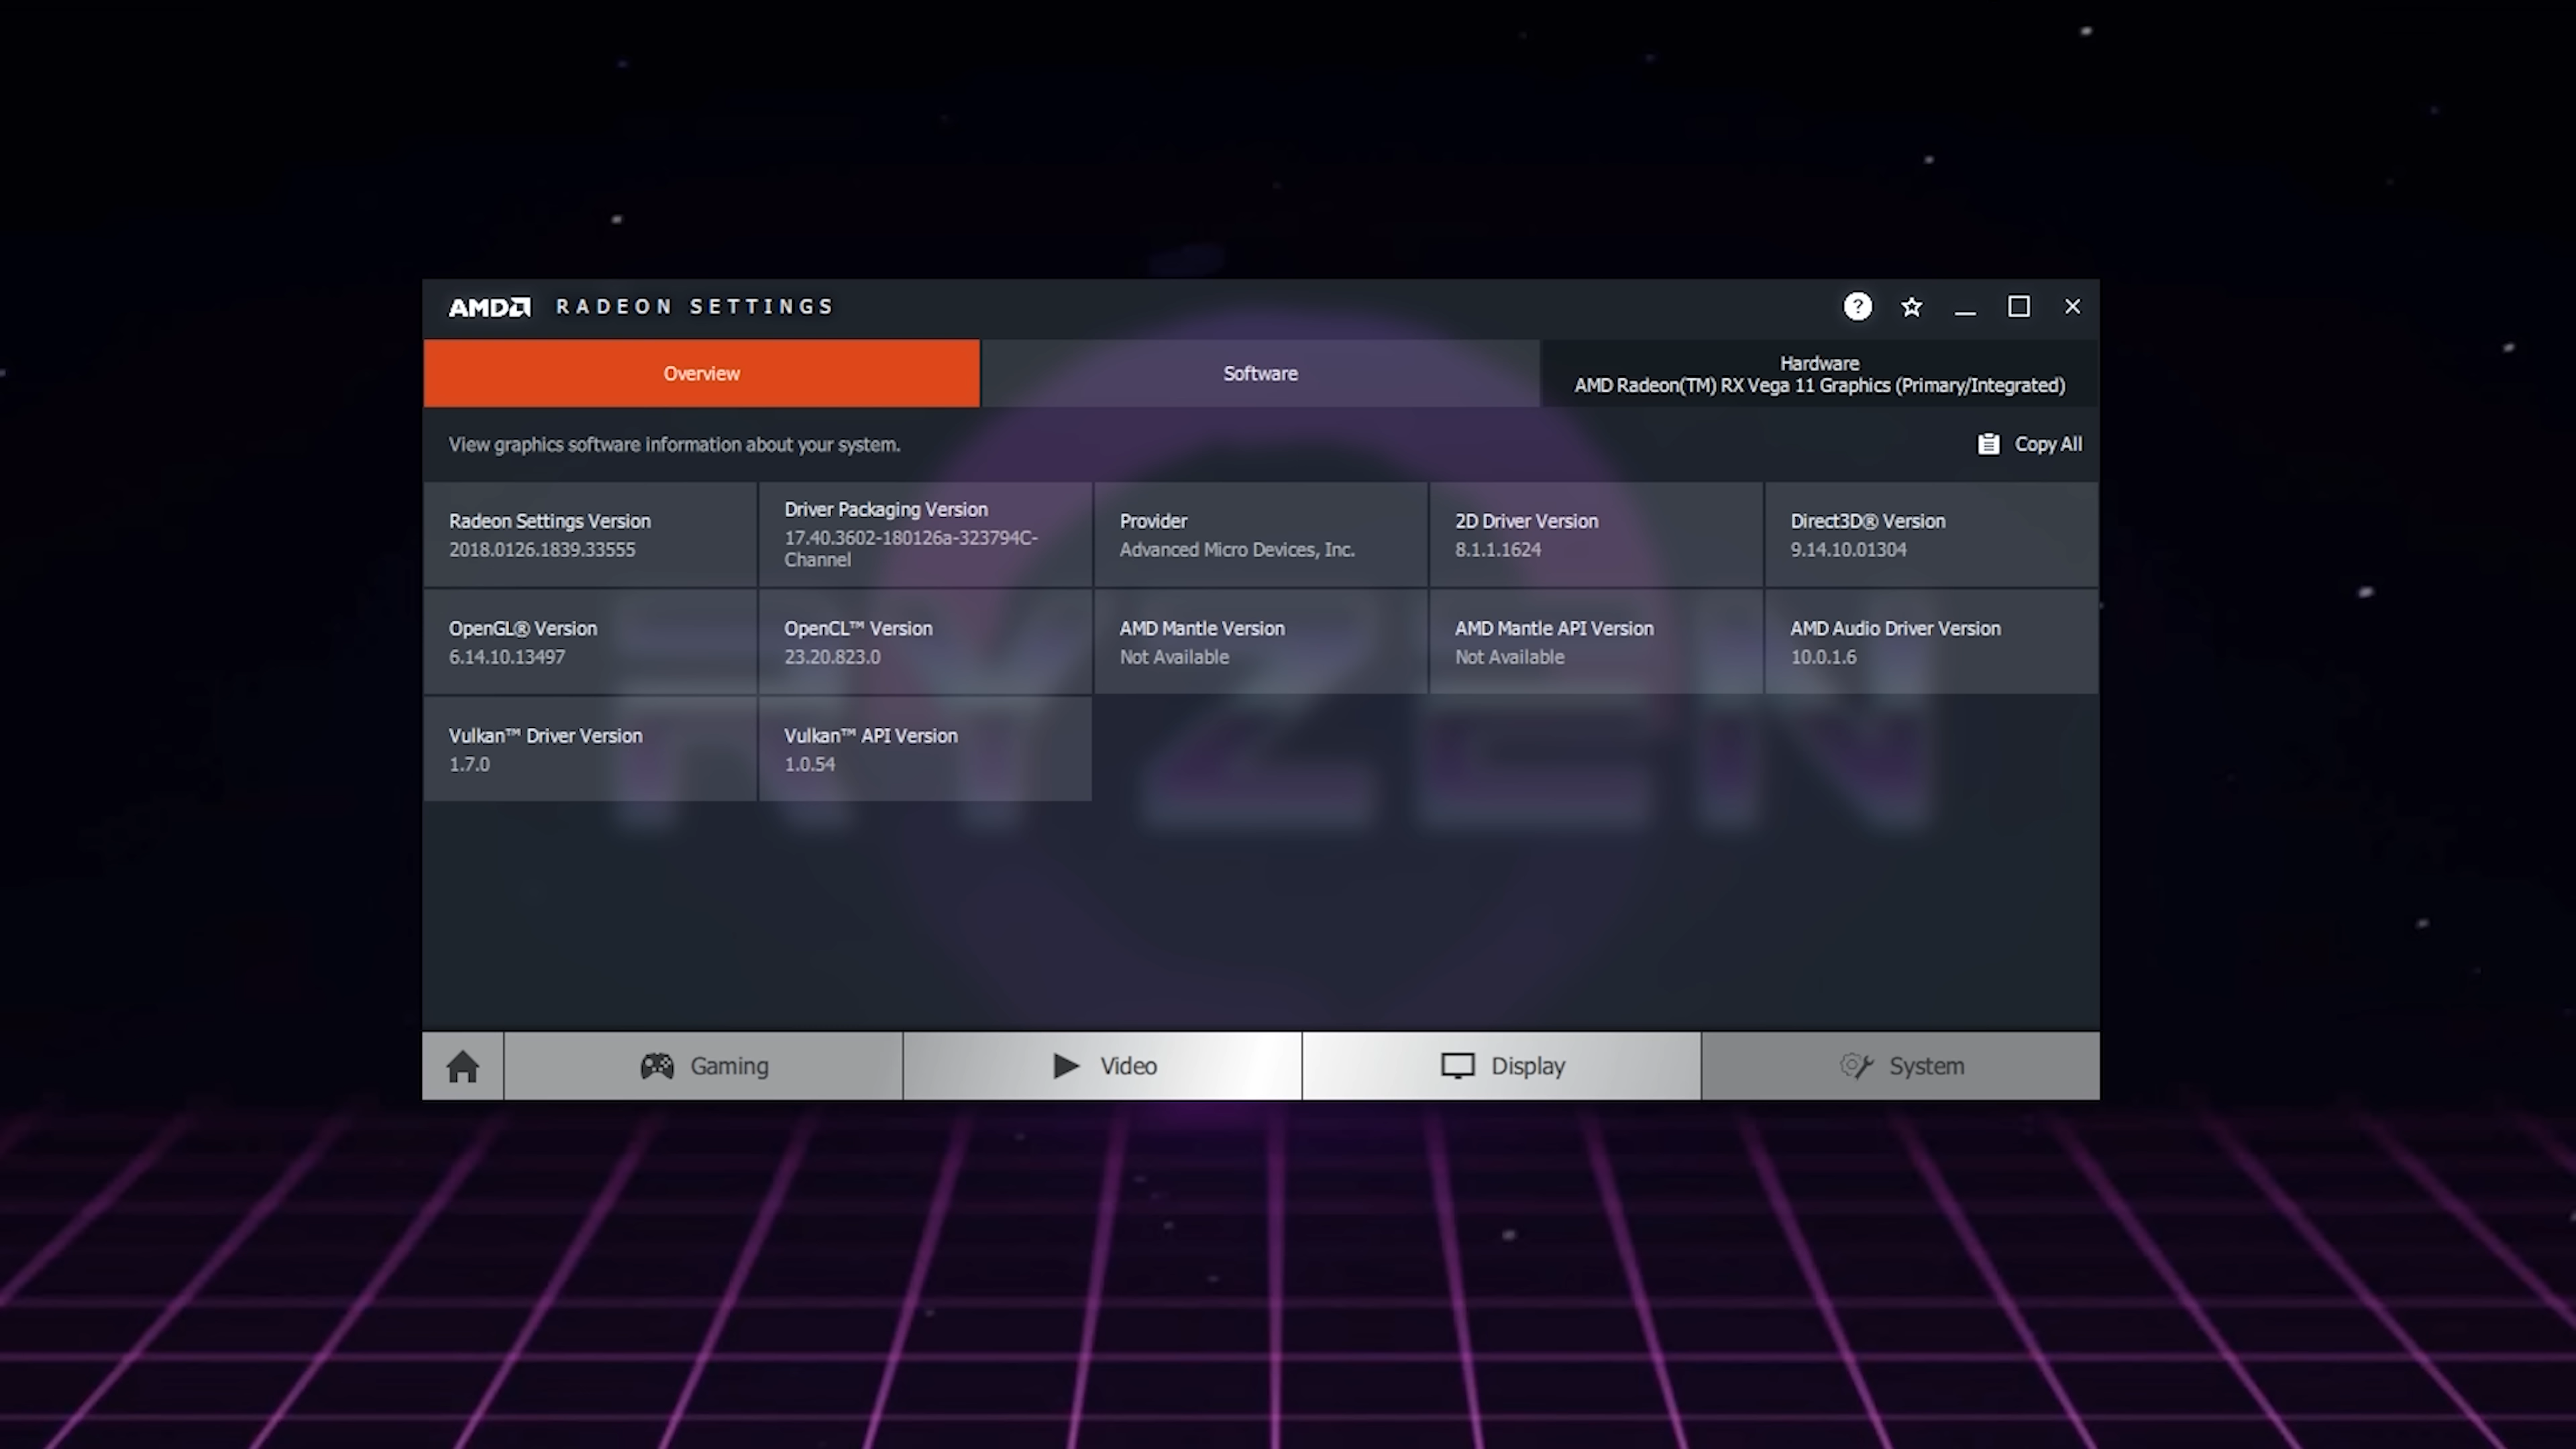 AMD RADEON SETTINGS
Overview
Software
Hardware
AMD Radeon(TM) RX Vega 11 Graphics (Primary/Integrated)
View graphics software information about your system.
Copy All
Radeon Settings Version
2018.0126.1839.33555
Driver Packaging Version
17.40.3602-180126a-323794C-
Channel
Provider
Advanced Micro Devices, Inc.
2D Driver Version
8.1.1.1624
Direct3D® Version
9.14.10.01304
OpenGL® Version
6.14.10.13497
OpenCL™ Version
23.20.823.0
AMD Mantle Version
Not Available
AMD Mantle API Version
Not Available
AMD Audio Driver Version
10.0.1.6
Vulkan™ Driver Version
1.7.0
Vulkan™ API Version
1.0.54
RYZEN
Gaming
Video
Display
System